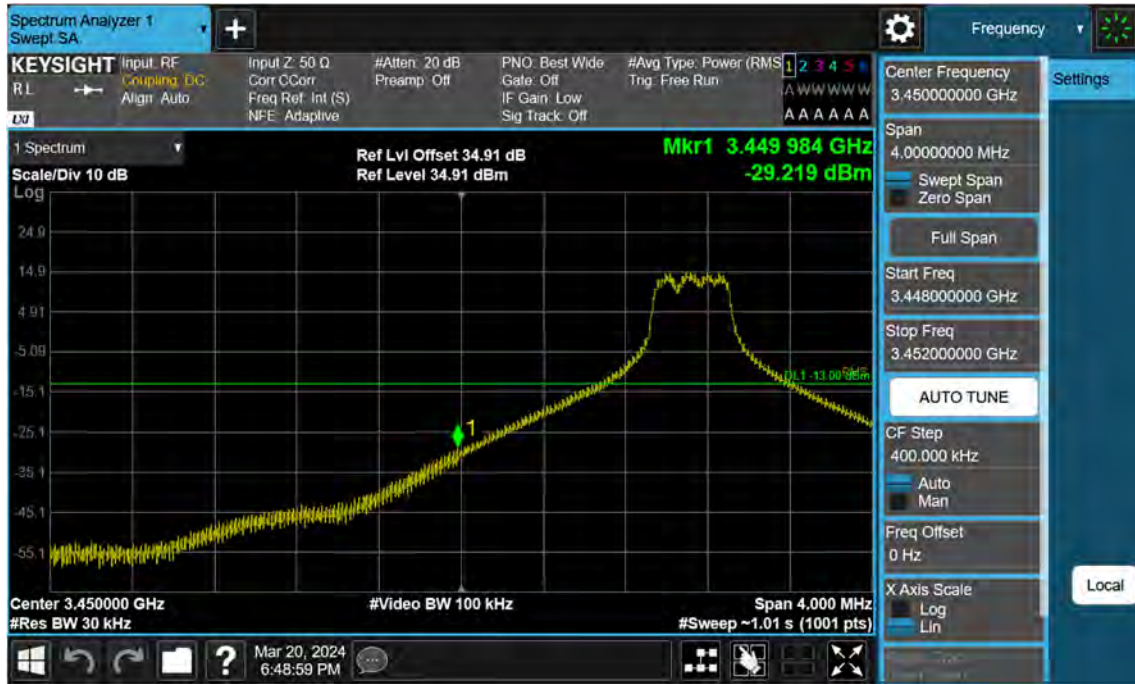 Spectrum Analyzer 1
Swept SA
Frequency
KEYSIGHT
RL
LXI
Input: RF
Coupling: DC
Align: Auto
Input Z: 50 Ω
Corr CCorr
Freq Ref: Int (S)
NFE: Adaptive
#Atten: 20 dB
Preamp: Off
PNO: Best Wide
Gate: Off
IF Gain: Low
Sig Track: Off
#Avg Type: Power (RMS
Trig: Free Run
1 2 3 4 5 6
A W W W W W
A A A A A A
1 Spectrum
Scale/Div 10 dB
Ref Lvl Offset 34.91 dB
Ref Level 34.91 dBm
Mkr1 3.449 984 GHz
-29.219 dBm
Log
24.9
14.9
4.91
-5.09
-15.1
-25.1
-35.1
-45.1
-55.1
DL1 -13.00 dBm
1
Center 3.450000 GHz
#Video BW 100 kHz
Span 4.000 MHz
#Res BW 30 kHz
#Sweep ~1.01 s (1001 pts)
Center Frequency
3.450000000 GHz
Span
4.00000000 MHz
Swept Span
Zero Span
Full Span
Start Freq
3.448000000 GHz
Stop Freq
3.452000000 GHz
AUTO TUNE
CF Step
400.000 kHz
Auto
Man
Freq Offset
0 Hz
X Axis Scale
Log
Lin
Settings
Local
?
Mar 20, 2024
6:48:59 PM